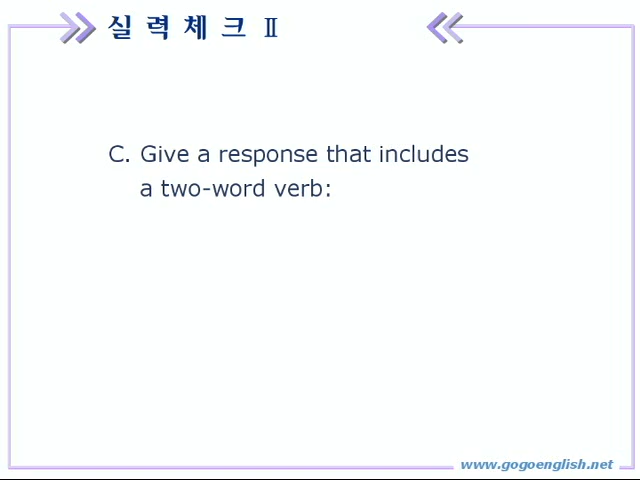 실 력 체 크 Ⅱ
C. Give a response that includes
a two-word verb:
www.gogoenglish.net